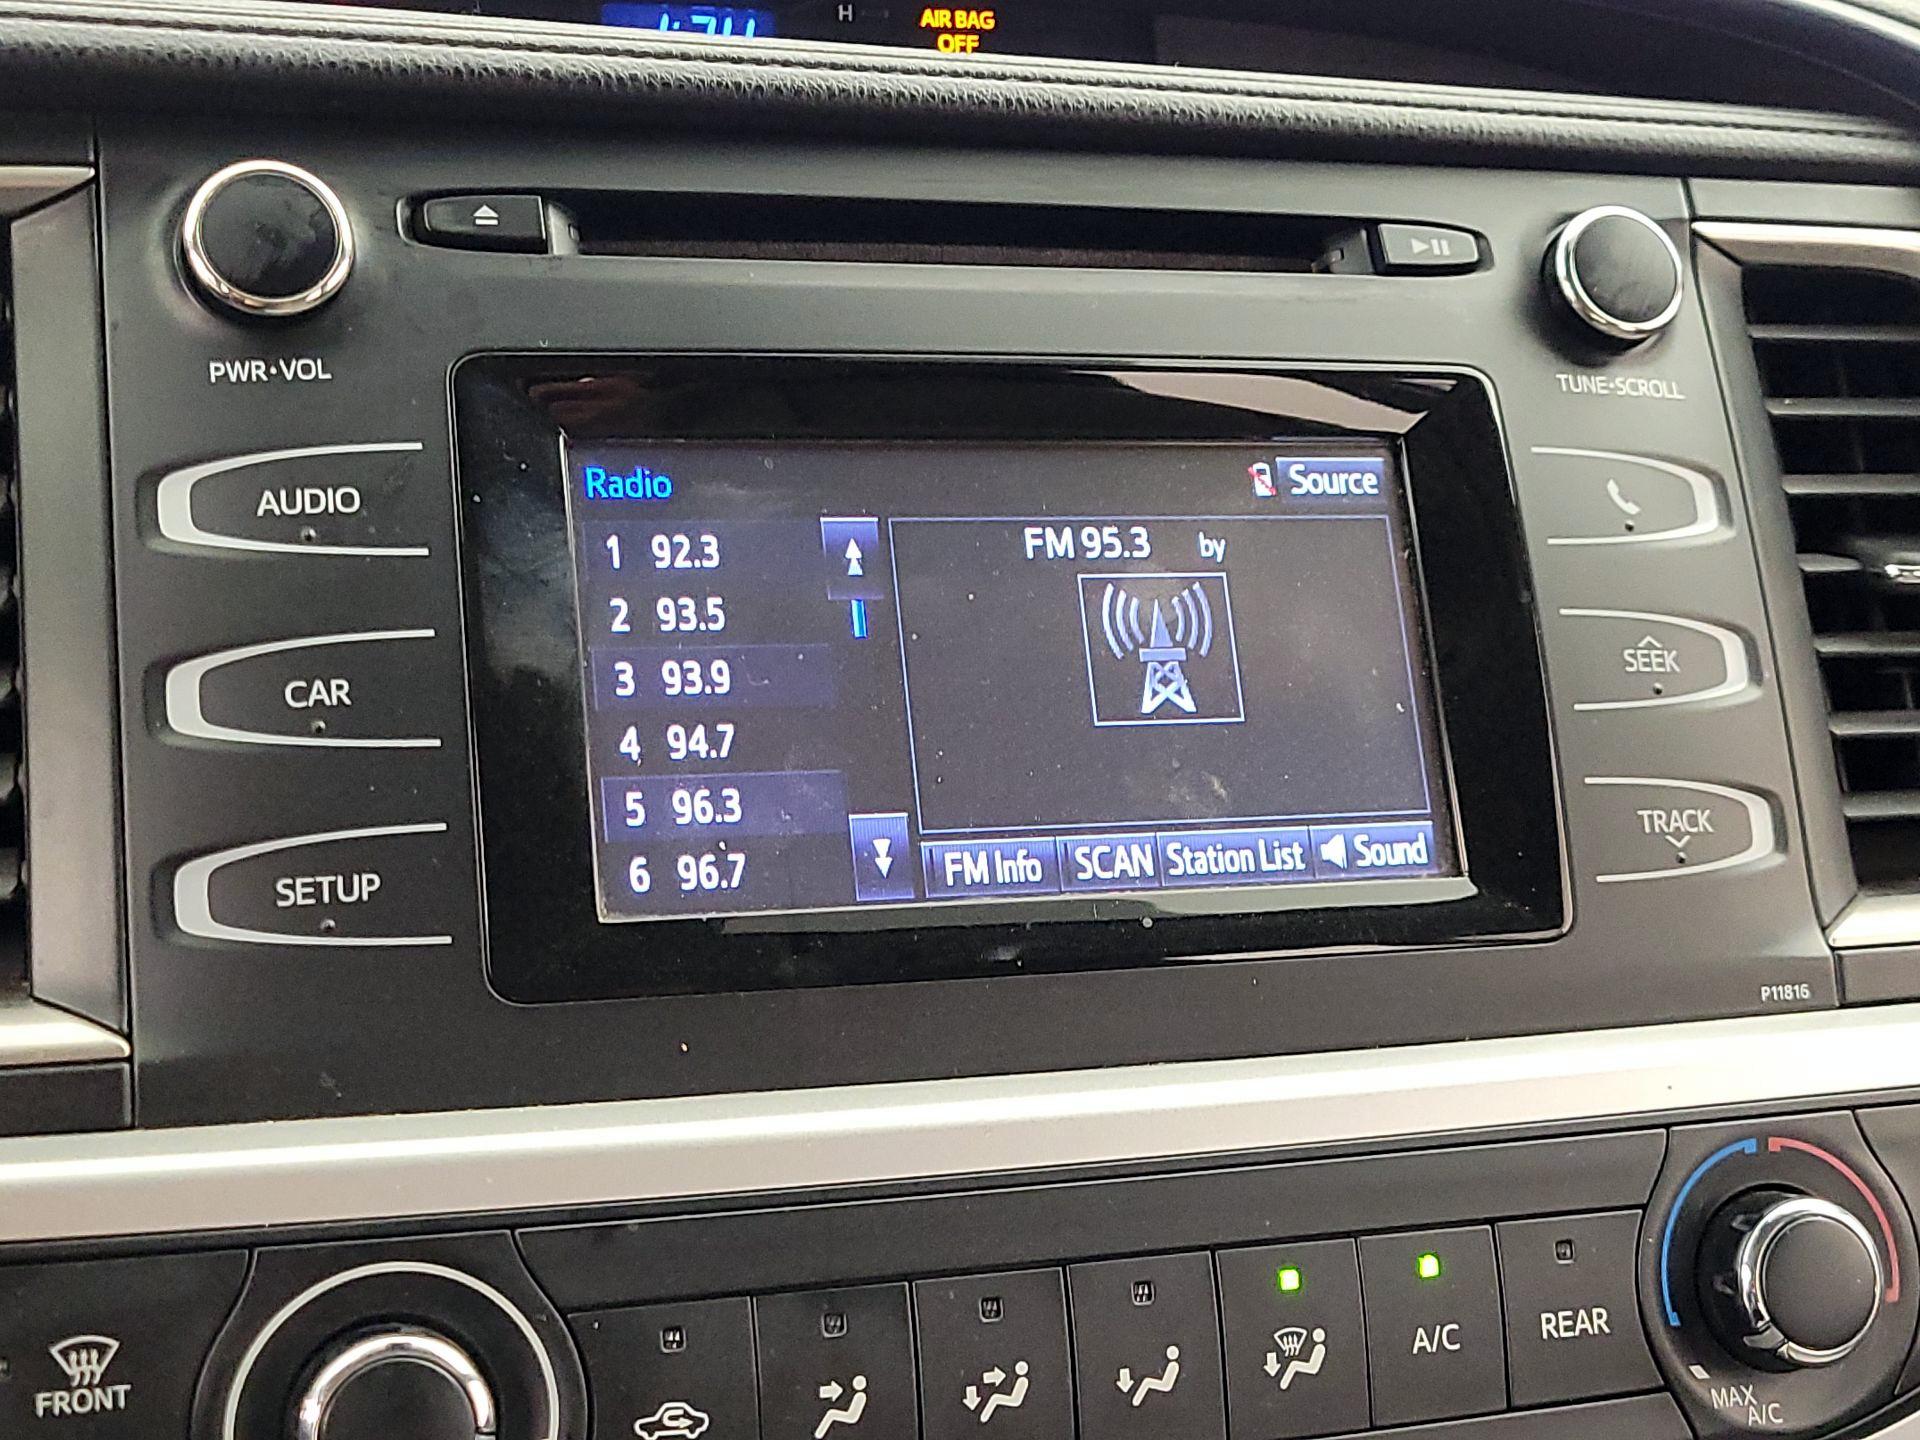 H
AIR BAG
OFF
PWR•VOL
TUNE•SCROLL
AUDIO
CAR
SETUP
Radio
Source
1 92.3
2 93.5
3 93.9
4 94.7
5 96.3
6 96.7
FM 95.3 by
FM Info
SCAN
Station List
Sound
SEEK
TRACK
P11816
FRONT
A/C
REAR
MAX
A/C